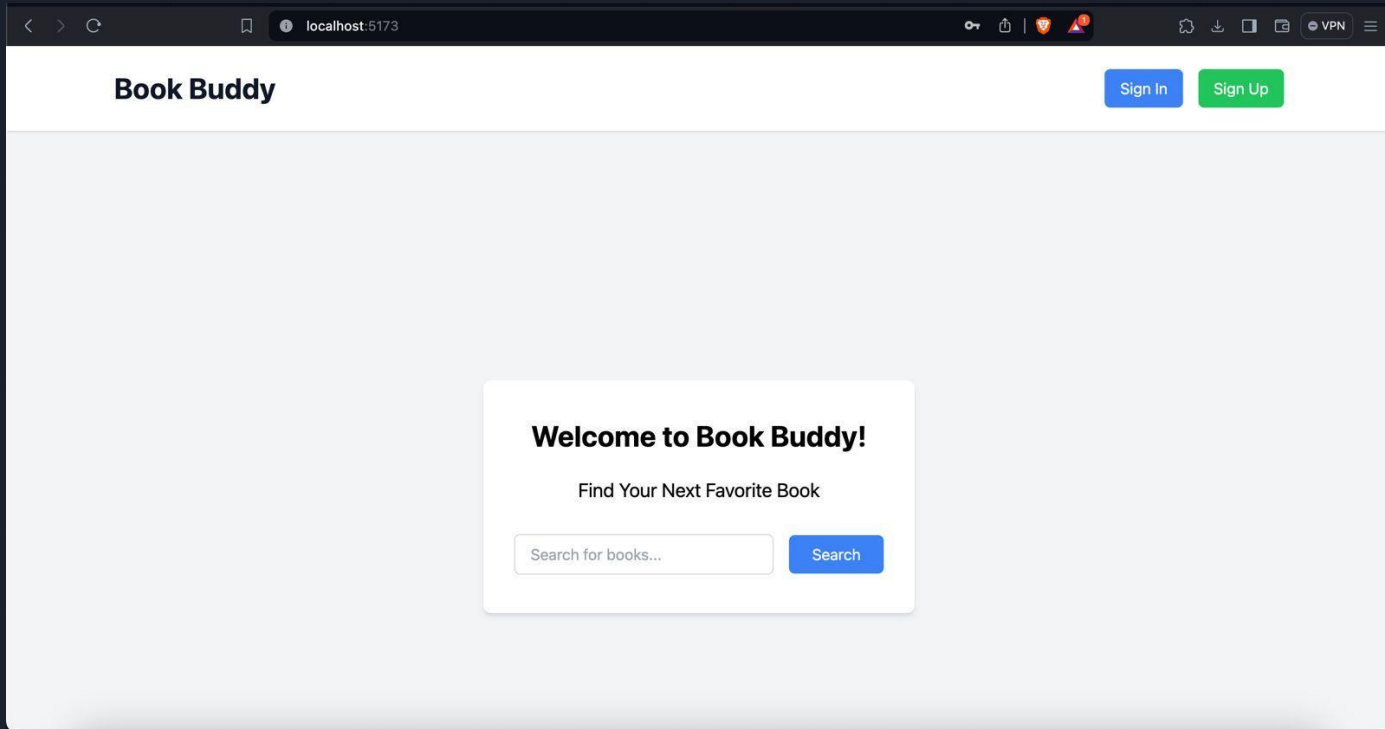 localhost:5173
1
VPN
Book Buddy
Sign In
Sign Up
Welcome to Book Buddy!
Find Your Next Favorite Book
Search for books...
Search